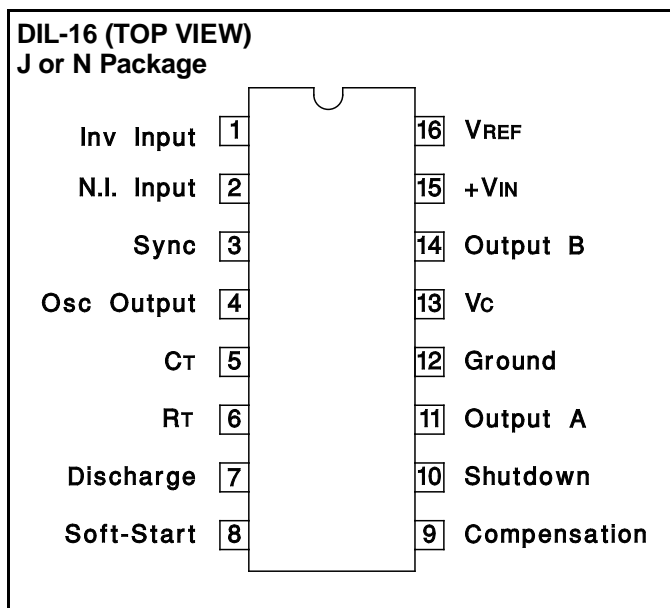 DIL-16 (TOP VIEW)
J or N Package
Inv Input 1 16 VREF
N.I. Input 2 15 +VIN
Sync 3 14 Output B
Osc Output 4 13 VC
CT 5 12 Ground
RT 6 11 Output A
Discharge 7 10 Shutdown
Soft-Start 8 9 Compensation